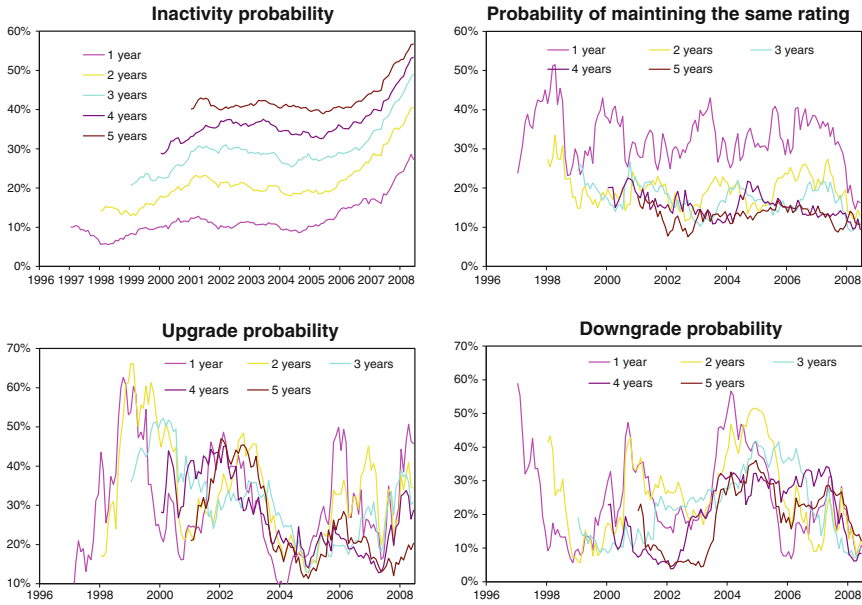 Inactivity probability
60%
50%
40%
30%
20%
10%
0%
1 year
2 years
3 years
4 years
5 years
1996 1997 1998 1999 2000 2001 2002 2003 2004 2005 2006 2007 2008
Probability of maintining the same rating
60%
50%
40%
30%
20%
10%
0%
1 year 2 years 3 years
4 years 5 years
1996 1998 2000 2002 2004 2006 2008
Upgrade probability
70%
60%
50%
40%
30%
20%
10%
1 year 2 years 3 years
4 years 5 years
1996 1998 2000 2002 2004 2006 2008
Downgrade probability
70%
60%
50%
40%
30%
20%
10%
0%
1 year 2 years 3 years
4 years 5 years
1996 1998 2000 2002 2004 2006 2008